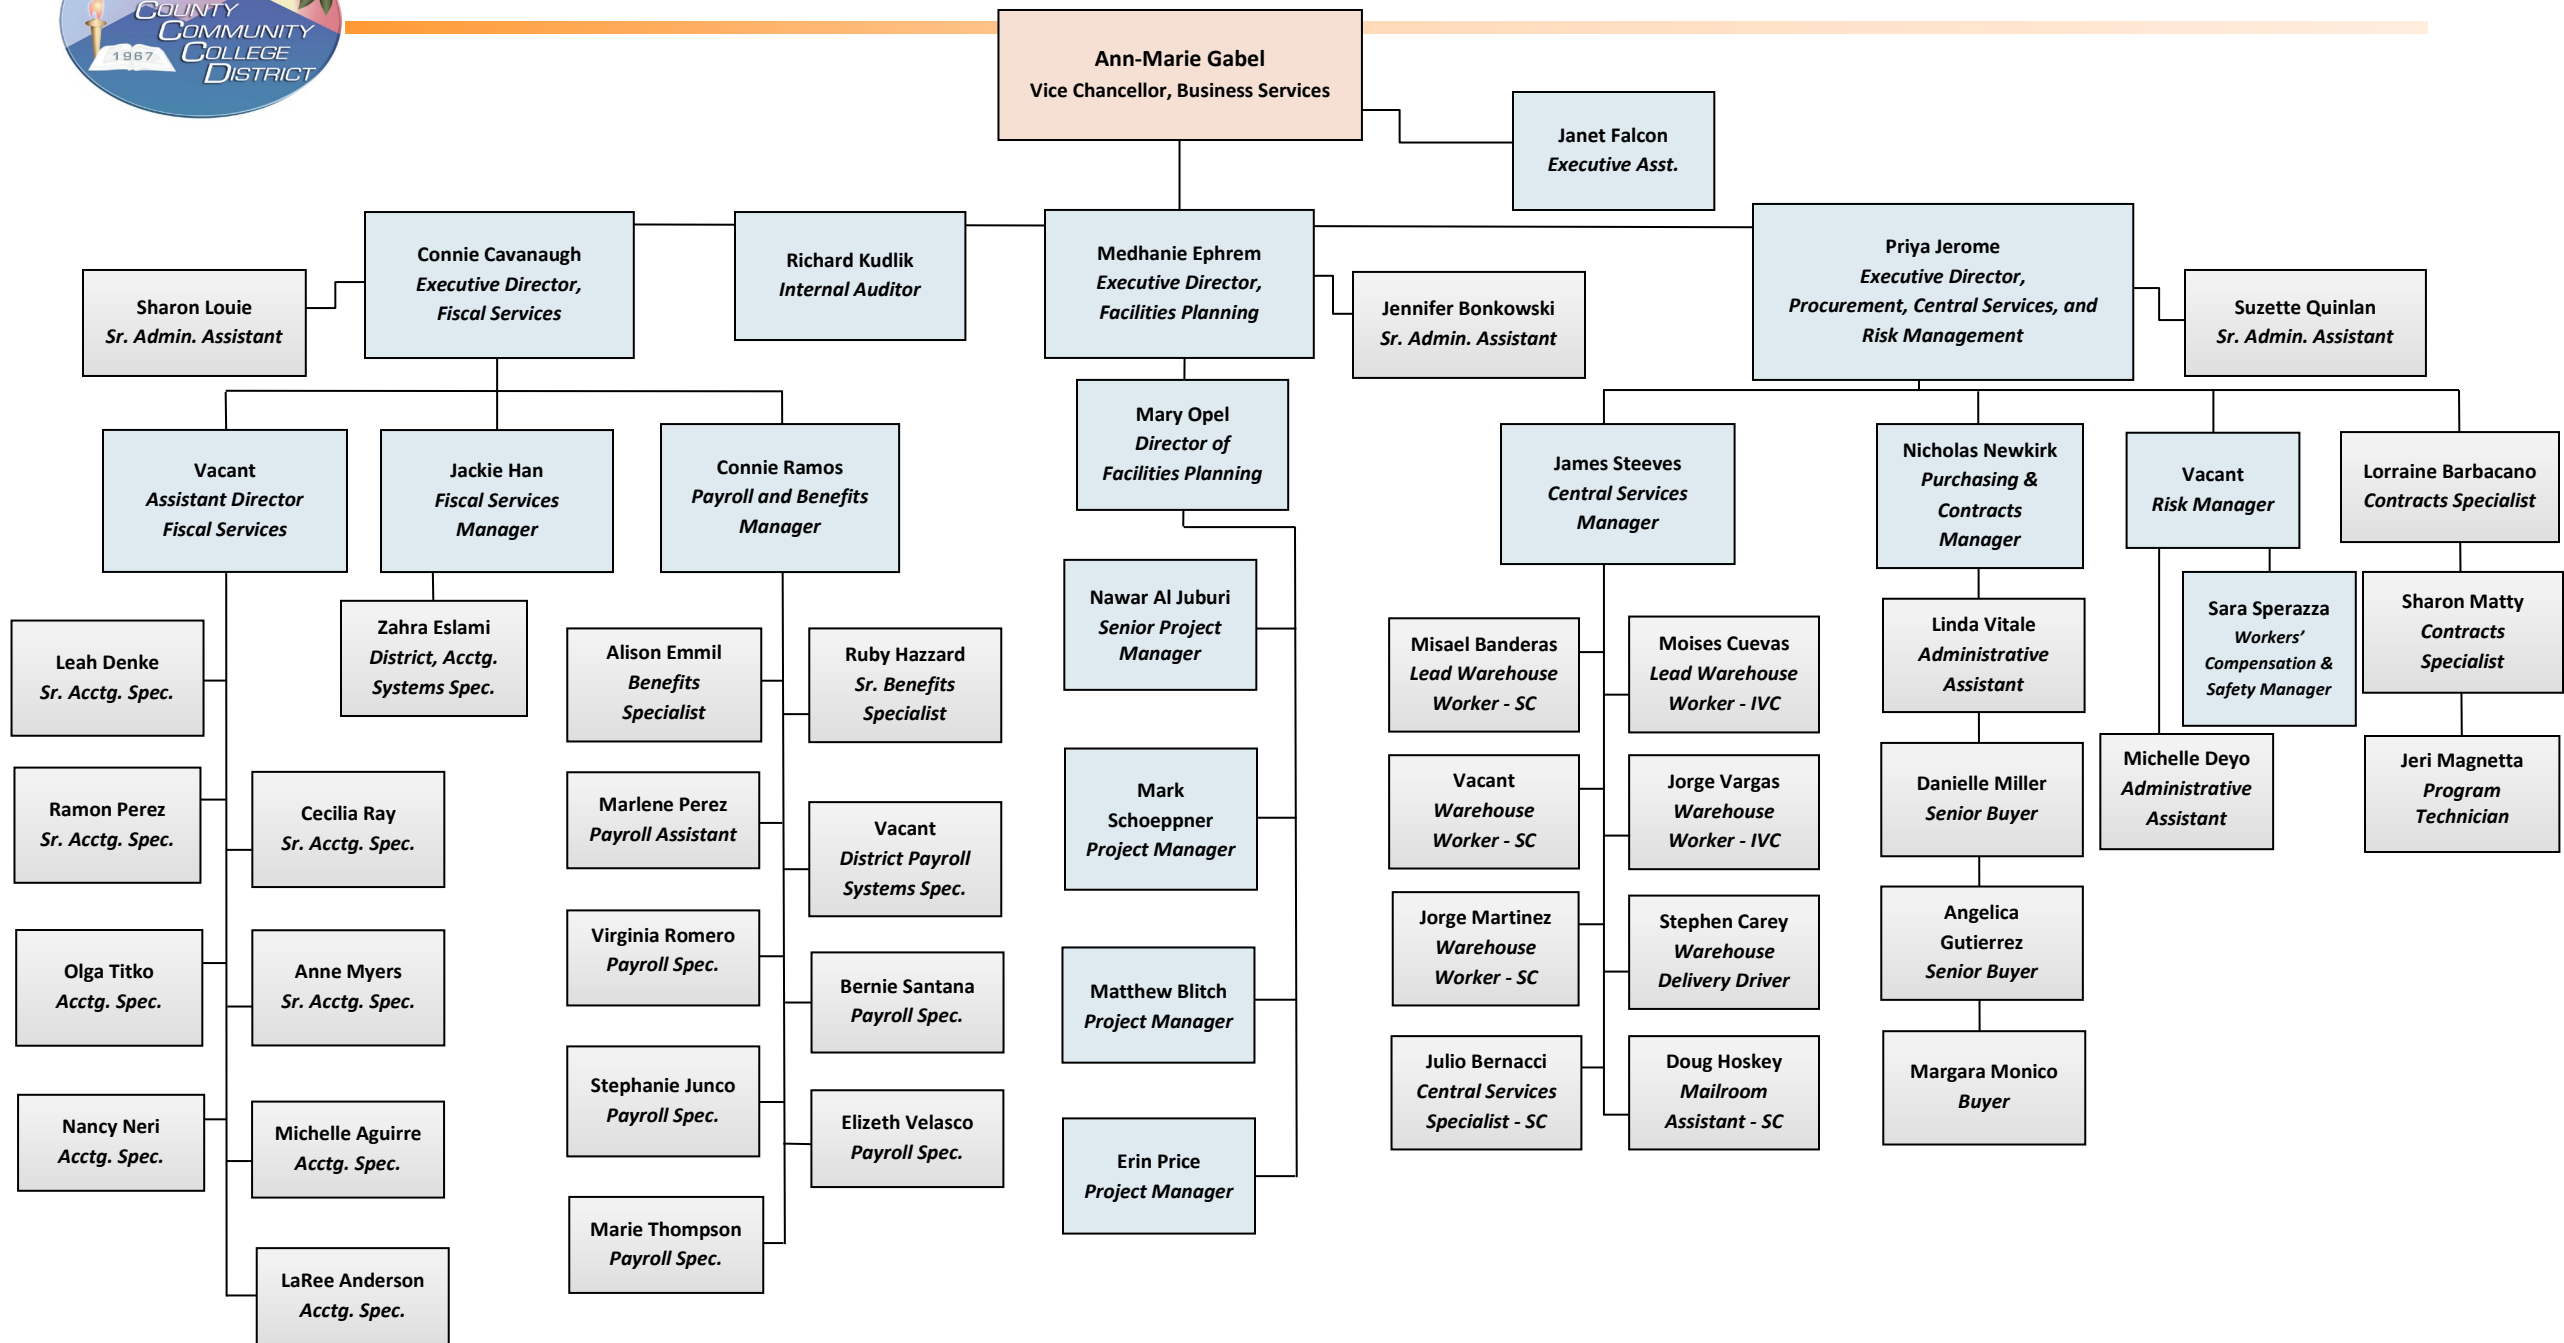 COUNTY
COMMUNITY
COLLEGE
DISTRICT
1967
Ann-Marie Gabel
Vice Chancellor, Business Services
Janet Falcon
Executive Asst.
Connie Cavanaugh
Executive Director,
Fiscal Services
Richard Kudlik
Internal Auditor
Medhanie Ephrem
Executive Director,
Facilities Planning
Priya Jerome
Executive Director,
Procurement, Central Services, and
Risk Management
Sharon Louie
Sr. Admin. Assistant
Jennifer Bonkowski
Sr. Admin. Assistant
Suzette Quinlan
Sr. Admin. Assistant
Vacant
Assistant Director
Fiscal Services
Jackie Han
Fiscal Services
Manager
Connie Ramos
Payroll and Benefits
Manager
Mary Opel
Director of
Facilities Planning
James Steeves
Central Services
Manager
Nicholas Newkirk
Purchasing &
Contracts
Manager
Vacant
Risk Manager
Lorraine Barbacano
Contracts Specialist
Leah Denke
Sr. Acctg. Spec.
Ramon Perez
Sr. Acctg. Spec.
Cecilia Ray
Sr. Acctg. Spec.
Olga Titko
Acctg. Spec.
Anne Myers
Sr. Acctg. Spec.
Nancy Neri
Acctg. Spec.
Michelle Aguirre
Acctg. Spec.
LaRee Anderson
Acctg. Spec.
Zahra Eslami
District, Acctg.
Systems Spec.
Alison Emmil
Benefits
Specialist
Ruby Hazzard
Sr. Benefits
Specialist
Marlene Perez
Payroll Assistant
Vacant
District Payroll
Systems Spec.
Virginia Romero
Payroll Spec.
Bernie Santana
Payroll Spec.
Stephanie Junco
Payroll Spec.
Elizeth Velasco
Payroll Spec.
Marie Thompson
Payroll Spec.
Nawar Al Juburi
Senior Project
Manager
Mark
Schoeppner
Project Manager
Matthew Blitch
Project Manager
Erin Price
Project Manager
Misael Banderas
Lead Warehouse
Worker - SC
Moises Cuevas
Lead Warehouse
Worker - IVC
Vacant
Warehouse
Worker - SC
Jorge Vargas
Warehouse
Worker - IVC
Jorge Martinez
Warehouse
Worker - SC
Stephen Carey
Warehouse
Delivery Driver
Julio Bernacci
Central Services
Specialist - SC
Doug Hoskey
Mailroom
Assistant - SC
Linda Vitale
Administrative
Assistant
Danielle Miller
Senior Buyer
Angelica
Gutierrez
Senior Buyer
Margara Monico
Buyer
Sara Sperazza
Workers’
Compensation &
Safety Manager
Michelle Deyo
Administrative
Assistant
Sharon Matty
Contracts
Specialist
Jeri Magnetta
Program
Technician